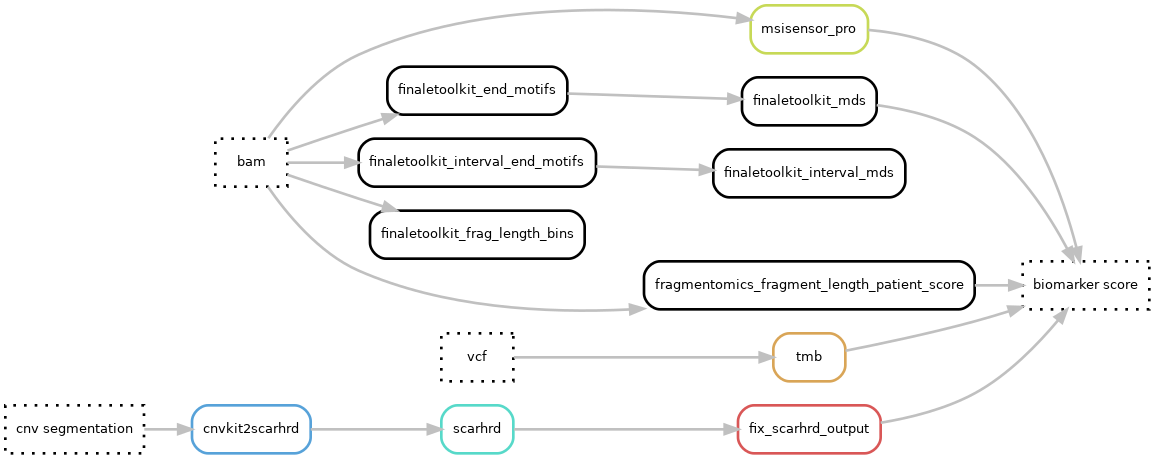 msisensor_pro
finaletoolkit_end_motifs
finaletoolkit_mds
bam
finaletoolkit_interval_end_motifs
finaletoolkit_interval_mds
finaletoolkit_frag_length_bins
fragmentomics_fragment_length_patient_score
biomarker score
vcf
tmb
cnv segmentation
cnvkit2scarhrd
scarhrd
fix_scarhrd_output